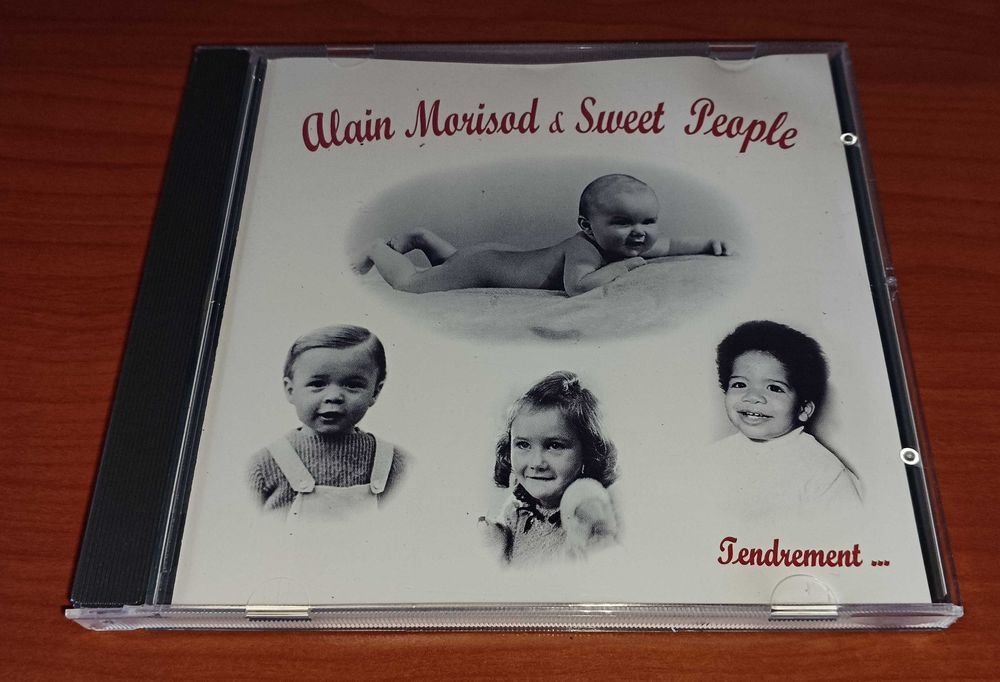 Alain Morisod & Sweet People
Tendrement ...